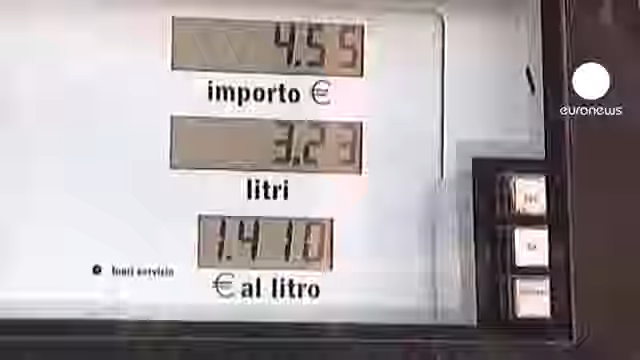 4.55
importo €
3.23
litri
1.410
€ al litro
fuori servizio
euronews